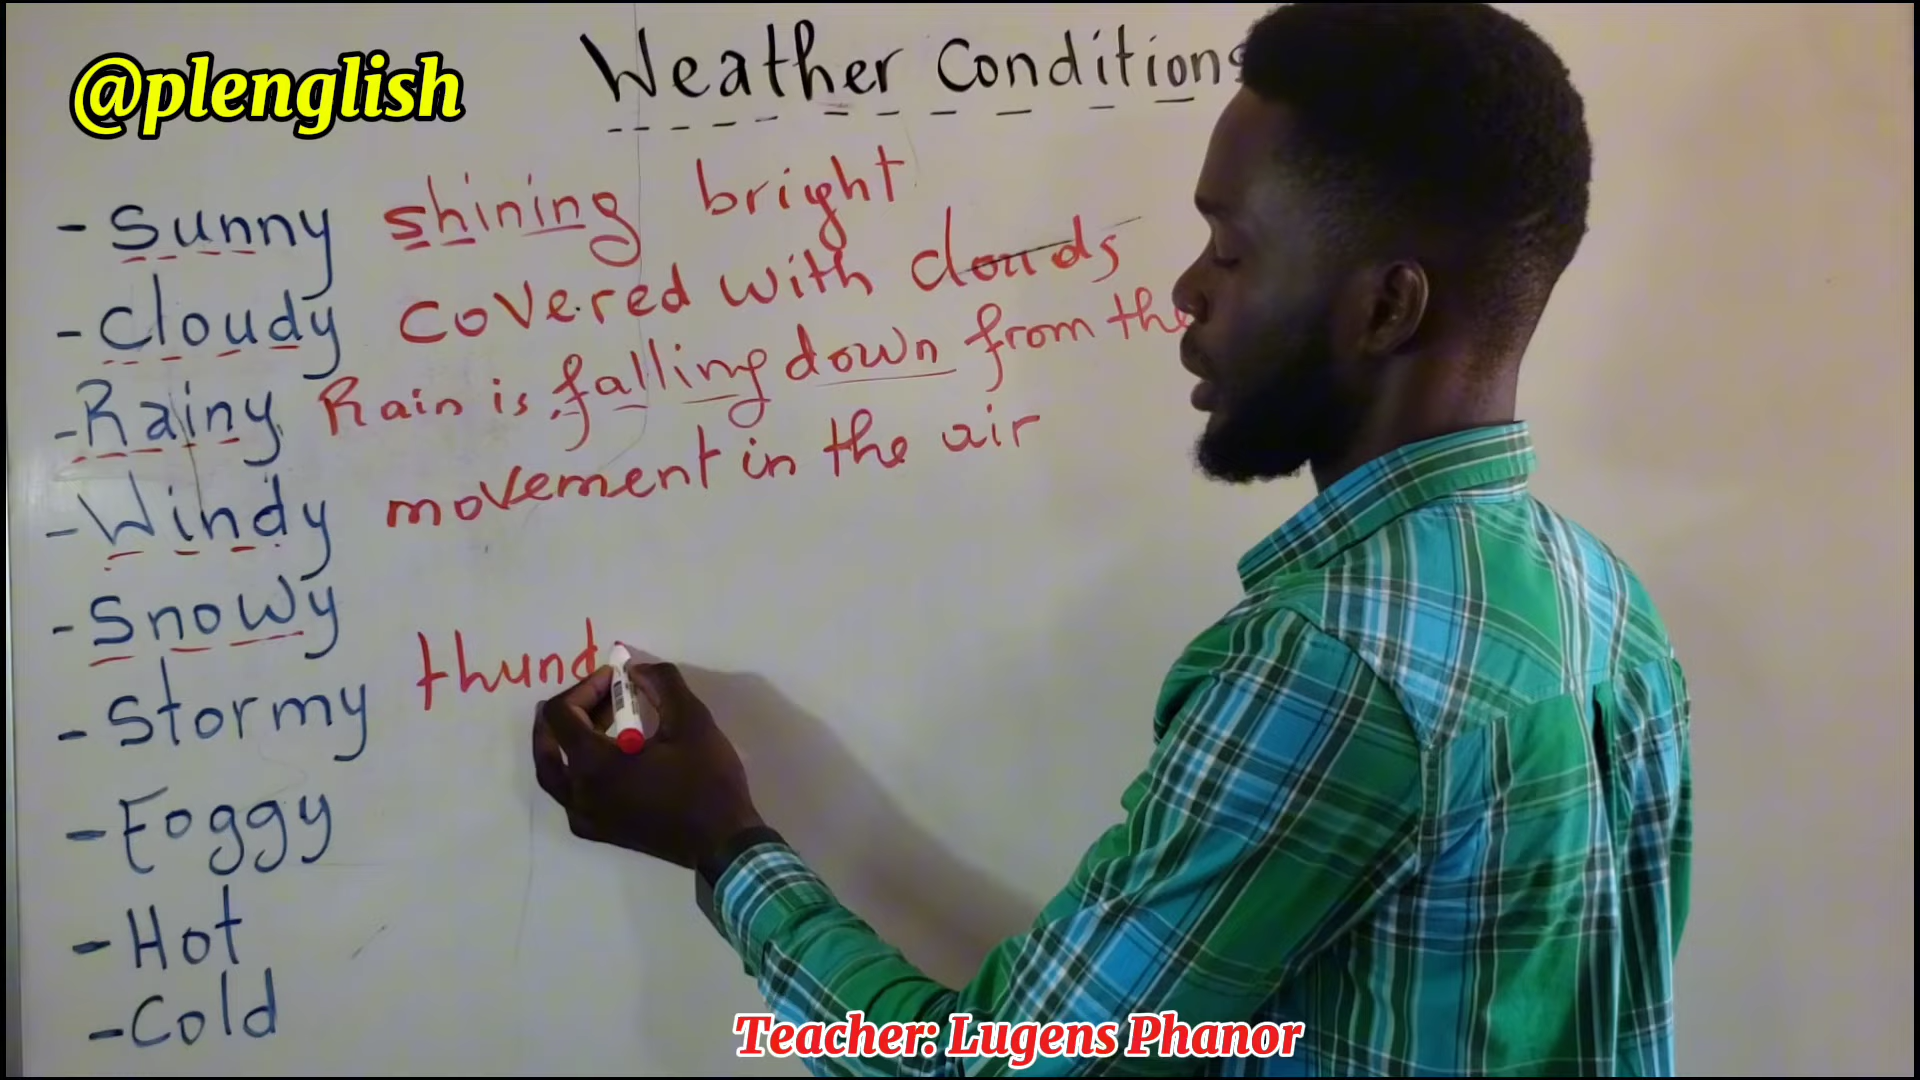 @plenglish
Weather Conditions
- Sunny shining bright
- Cloudy covered with clouds
- Rainy Rain is falling down from the
- Windy movement in the air
- Snowy
- Stormy thund
- Foggy
- Hot
- Cold
Teacher: Lugens Phanor